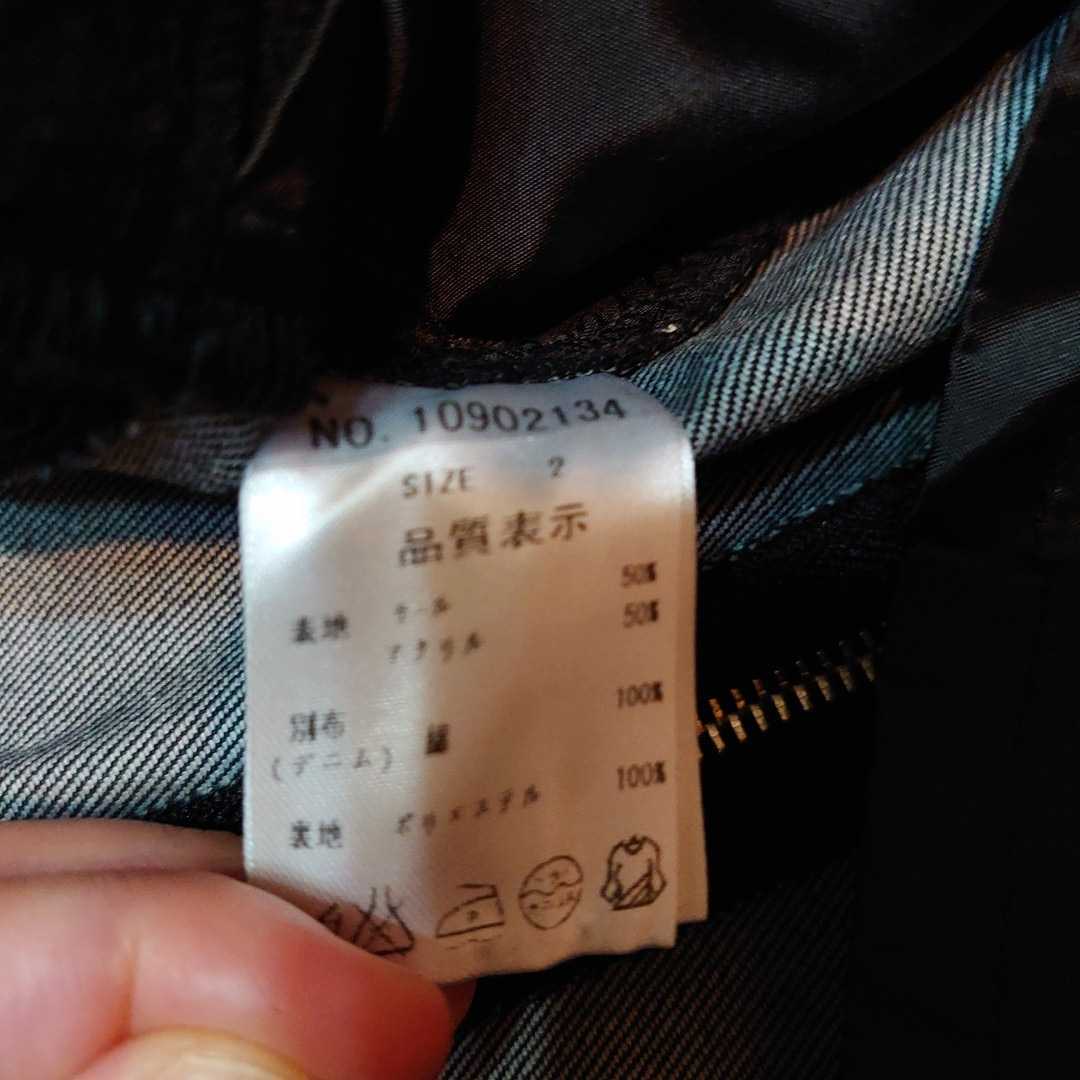 NO. 10902134
SIZE 2
品質表示
表地 ウール 50%
アクリル 50%
別布 綿 100%
(デニム)
裏地 ポリエステル 100%